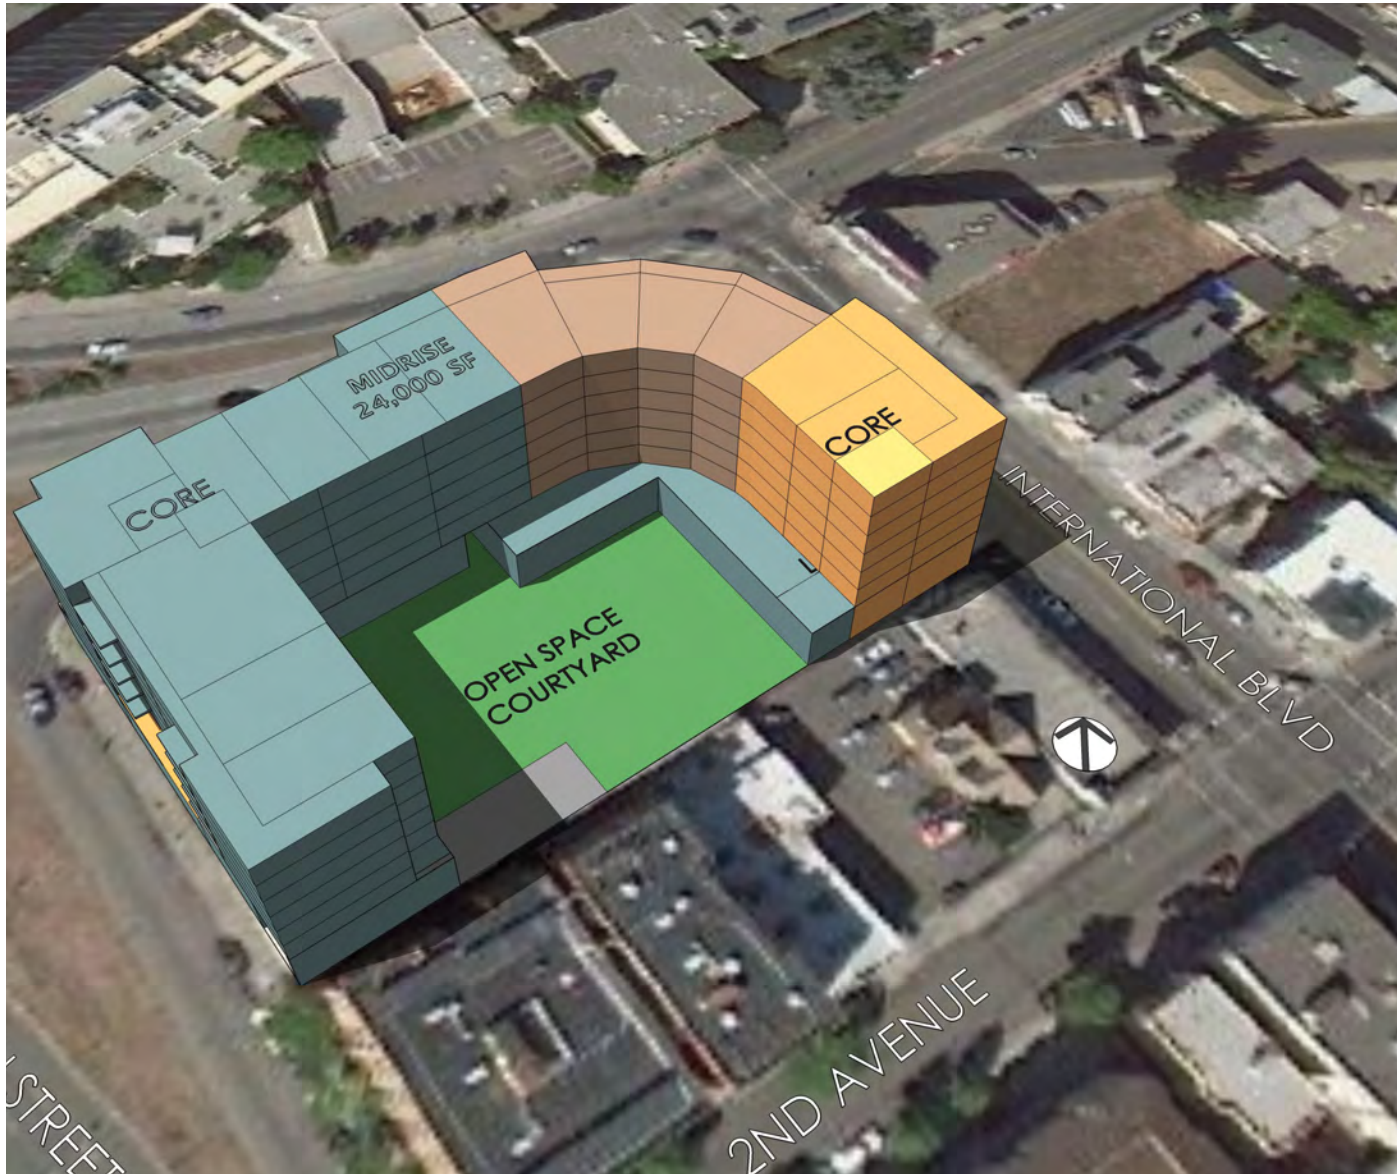 MIDRISE
24,000 SF
CORE
CORE
L
OPEN SPACE
COURTYARD
INTERNATIONAL BLVD
2ND AVENUE
STREET